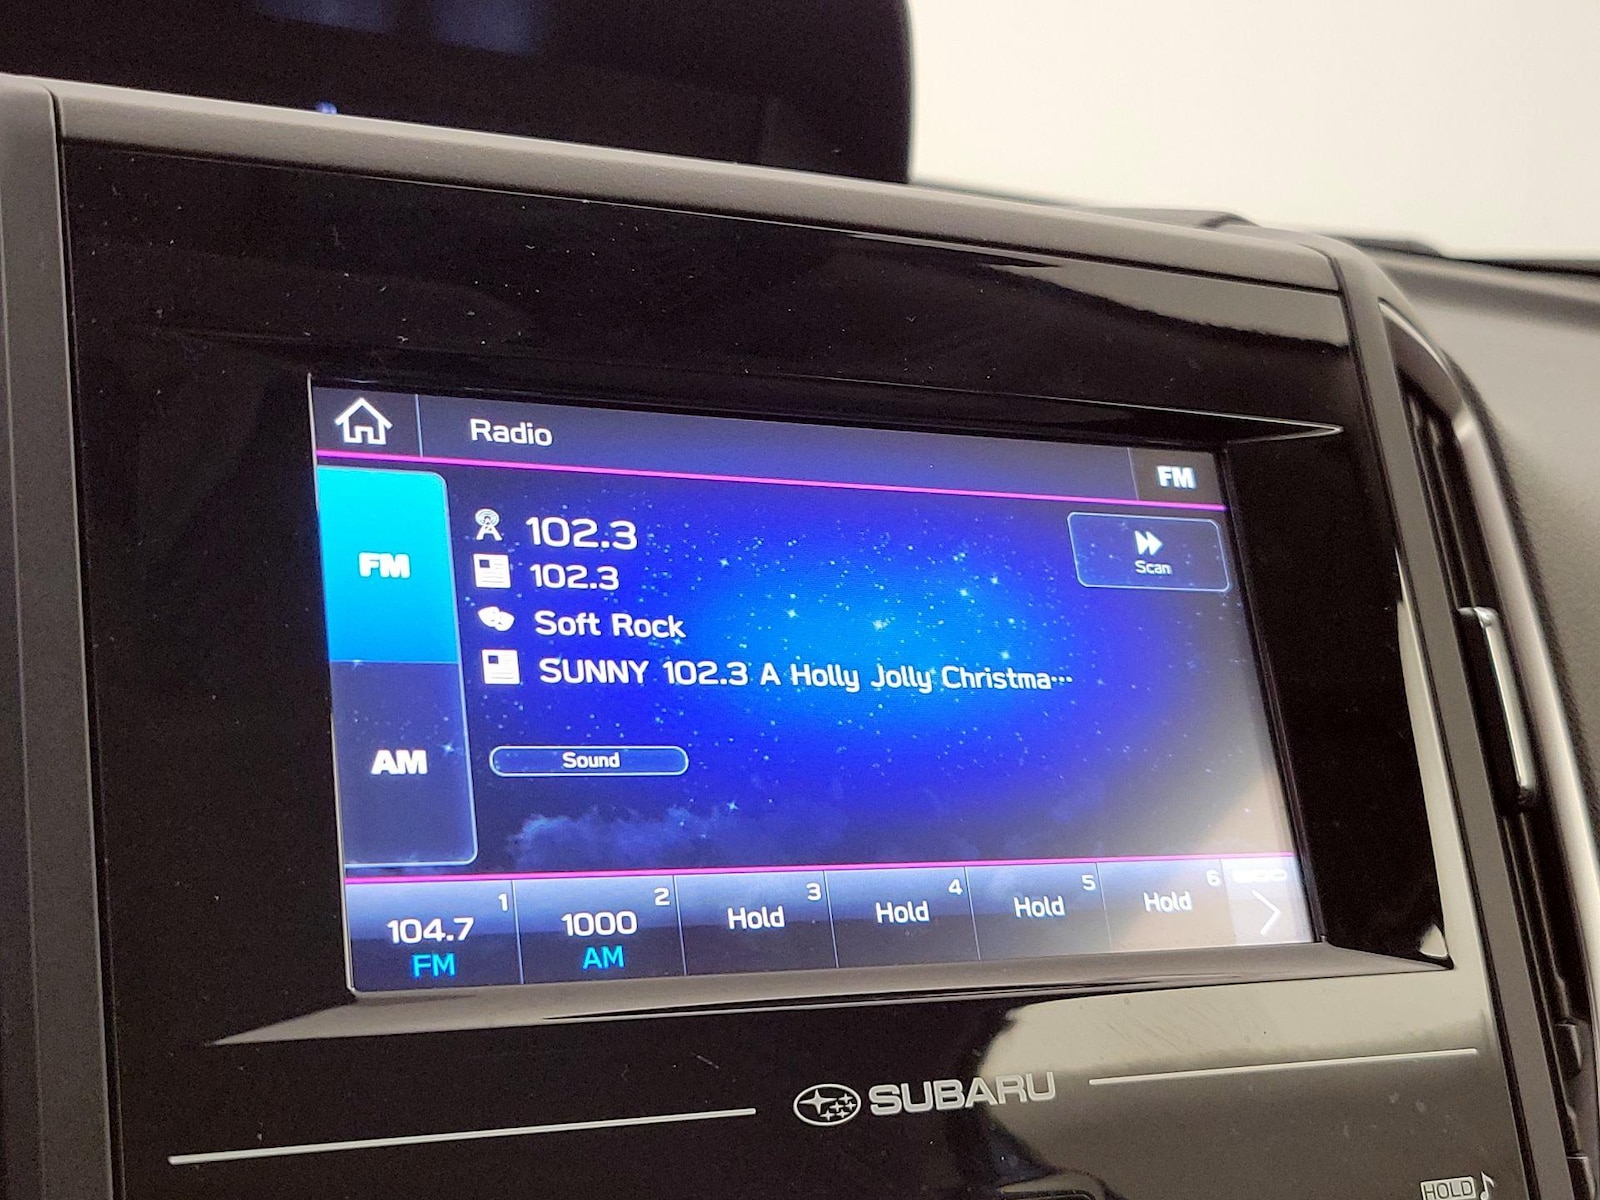 Radio
FM
FM
102.3
Scan
102.3
Soft Rock
SUNNY 102.3 A Holly Jolly Christma…
AM
Sound
1 2 3 4 5 6
104.7 1000 Hold Hold Hold Hold
FM AM
SUBARU
HOLD